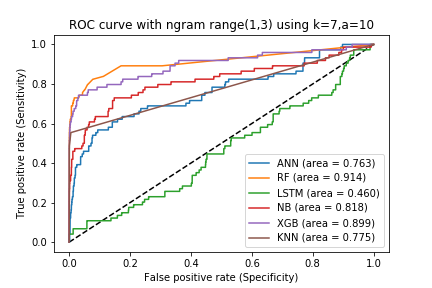 ROC curve with ngram range(1,3) using k=7,a=10
True positive rate (Sensitivity)
1.0
0.8
0.6
0.4
0.2
0.0
ANN (area = 0.763)
RF (area = 0.914)
LSTM (area = 0.460)
NB (area = 0.818)
XGB (area = 0.899)
KNN (area = 0.775)
0.0 0.2 0.4 0.6 0.8 1.0
False positive rate (Specificity)